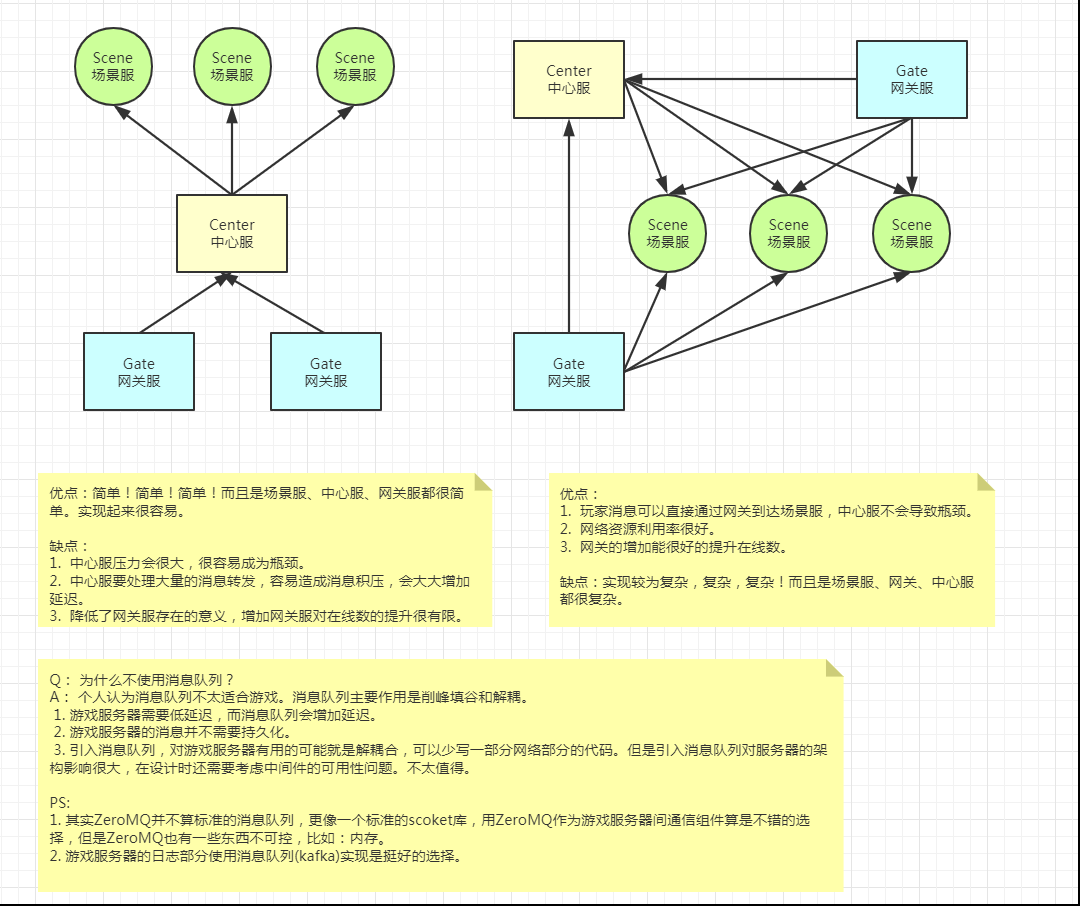 Scene
场景服
Scene
场景服
Scene
场景服
Center
中心服
Gate
网关服
Gate
网关服
Center
中心服
Gate
网关服
Scene
场景服
Scene
场景服
Scene
场景服
Gate
网关服
优点：简单！简单！简单！而且是场景服、中心服、网关服都很简
单。实现起来很容易。
缺点：
1. 中心服压力会很大，很容易成为瓶颈。
2. 中心服要处理大量的消息转发，容易造成消息积压，会大大增加
延迟。
3. 降低了网关服存在的意义，增加网关服对在线数的提升很有限。
优点：
1. 玩家消息可以直接通过网关到达场景服，中心服不会导致瓶颈。
2. 网络资源利用率很好。
3. 网关的增加能很好的提升在线数。
缺点：实现较为复杂，复杂，复杂！而且是场景服、网关、中心服
都很复杂。
Q： 为什么不使用消息队列？
A： 个人认为消息队列不太适合游戏。消息队列主要作用是削峰填谷和解耦。
1. 游戏服务器需要低延迟，而消息队列会增加延迟。
2. 游戏服务器的消息并不需要持久化。
3. 引入消息队列，对游戏服务器有用的可能就是解耦合，可以少写一部分网络部分的代码。但是引入消息队列对服务器的架
构影响很大，在设计时还需要考虑中间件的可用性问题。不太值得。
PS:
1. 其实ZeroMQ并不算标准的消息队列，更像一个标准的scoket库，用ZeroMQ作为游戏服务器间通信组件算是不错的选
择，但是ZeroMQ也有一些东西不可控，比如：内存。
2. 游戏服务器的日志部分使用消息队列(kafka)实现是挺好的选择。